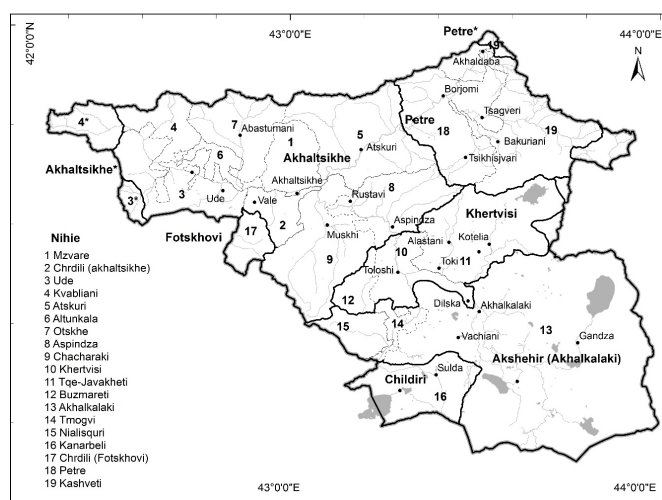 42°0'0"N
43°0'0"E
44°0'0"E
Petre*
19*
N
Akhaldaba
Borjomi
4*
4
7
Abastumani
1
5
Atskuri
Petre
Tsagveri
18
19
Bakuriani
Akhaltsikhe
Tsikhisjvari
Akhaltsikhe*
6
3
3*
Akhaltsikhe
8
Ude
Vale
Rustavi
Khertvisi
Fotskhovi
17
2
Muskhi
Aspindza
Alastani
Kotelia
Nihie
9
10
Toloshi
Toki
11
1 Mzvare
2 Chrdili (akhaltsikhe)
3 Ude
4 Kvabliani
5 Atskuri
6 Altunkala
7 Otskhe
8 Aspindza
9 Chacharaki
10 Khertvisi
11 Tqe-Javakheti
12 Buzmareti
13 Akhalkalaki
14 Tmogvi
15 Nialisquri
16 Kanarbeli
17 Chrdili (Fotskhovi)
18 Petre
19 Kashveti
12
Dilska
Akhalkalaki
15
14
13
Vachiani
Gandza
Akshehir (Akhalkalaki)
Childiri
Sulda
16
43°0'0"E
44°0'0"E